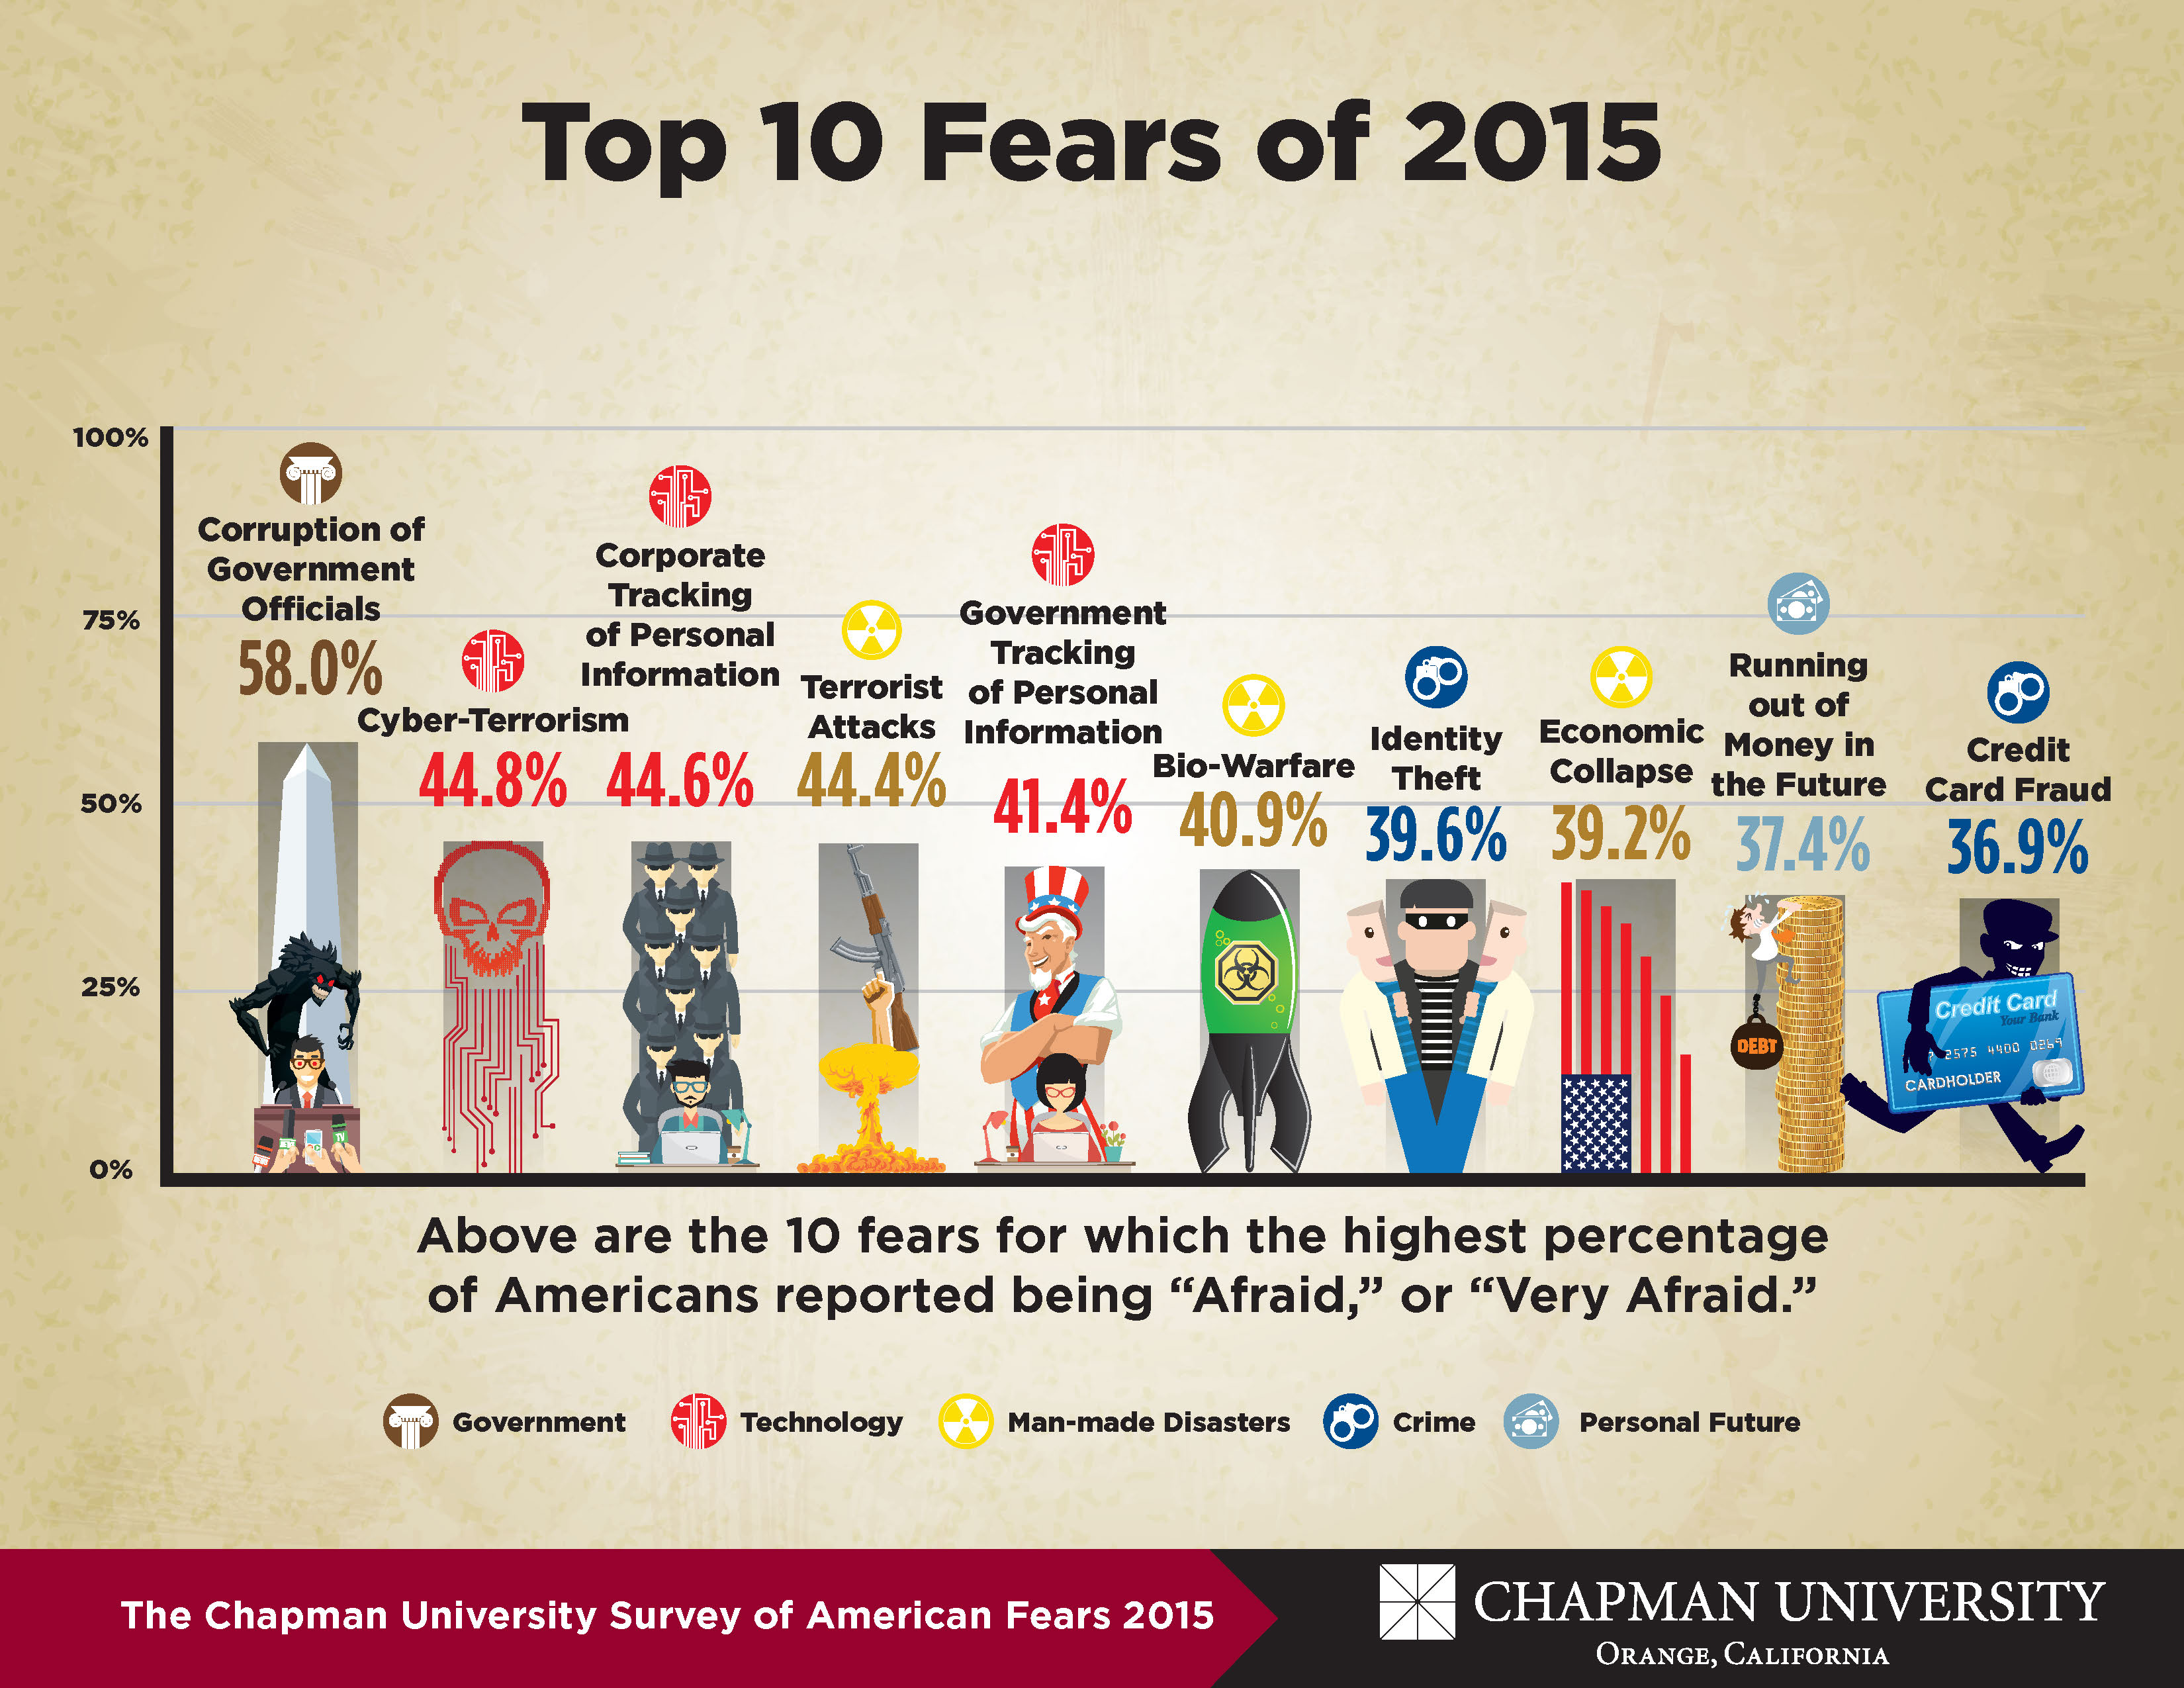 Top 10 Fears of 2015
100%
75%
50%
25%
0%
Corruption of
Government
Officials
58.0%
Cyber-Terrorism
44.8%
Corporate
Tracking
of Personal
Information
44.6%
Terrorist
Attacks
44.4%
Government
Tracking
of Personal
Information
41.4%
Bio-Warfare
40.9%
Identity
Theft
39.6%
Economic
Collapse
39.2%
Running
out of
Money in
the Future
37.4%
Credit
Card Fraud
36.9%
TV
DEBT
Credit Card
Your Bank
2575 4400 0269
CARDHOLDER
Above are the 10 fears for which the highest percentage
of Americans reported being “Afraid,” or “Very Afraid.”
Government
Technology
Man-made Disasters
Crime
Personal Future
The Chapman University Survey of American Fears 2015
CHAPMAN UNIVERSITY
ORANGE, CALIFORNIA